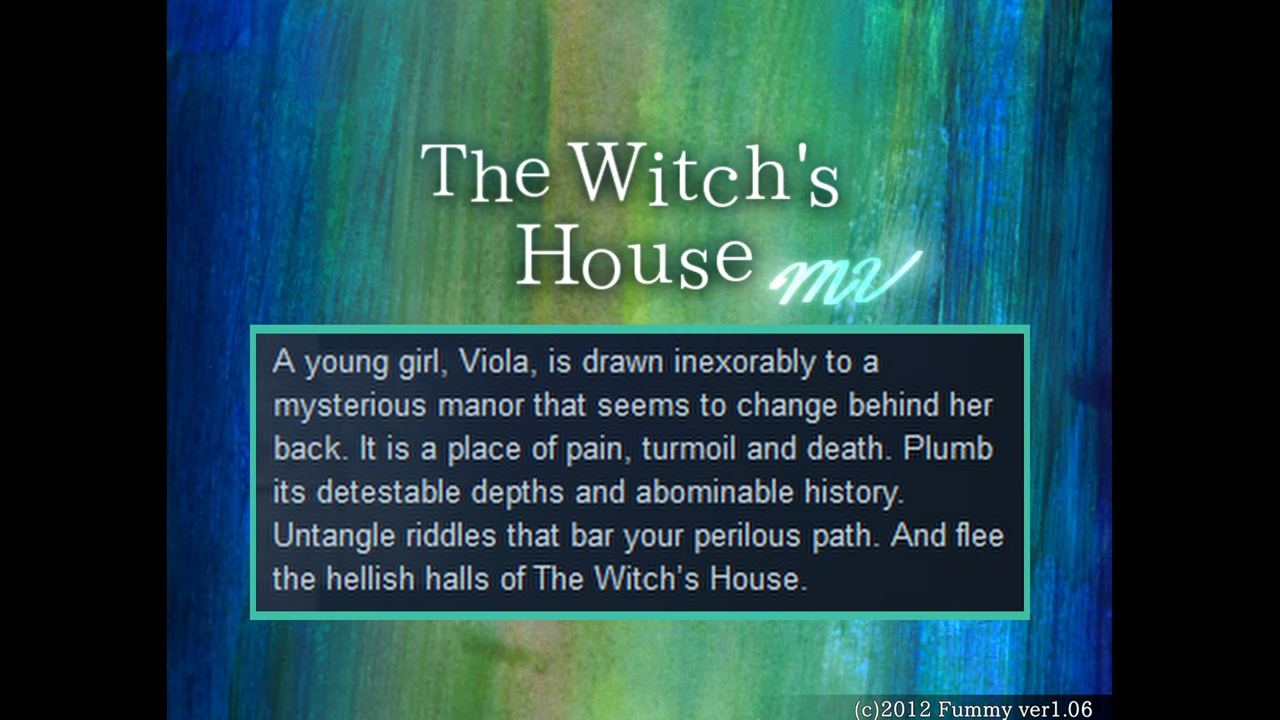 The Witch's
House MV
A young girl, Viola, is drawn inexorably to a
mysterious manor that seems to change behind her
back. It is a place of pain, turmoil and death. Plumb
its detestable depths and abominable history.
Untangle riddles that bar your perilous path. And flee
the hellish halls of The Witch's House.
(c)2012 Fummy ver1.06